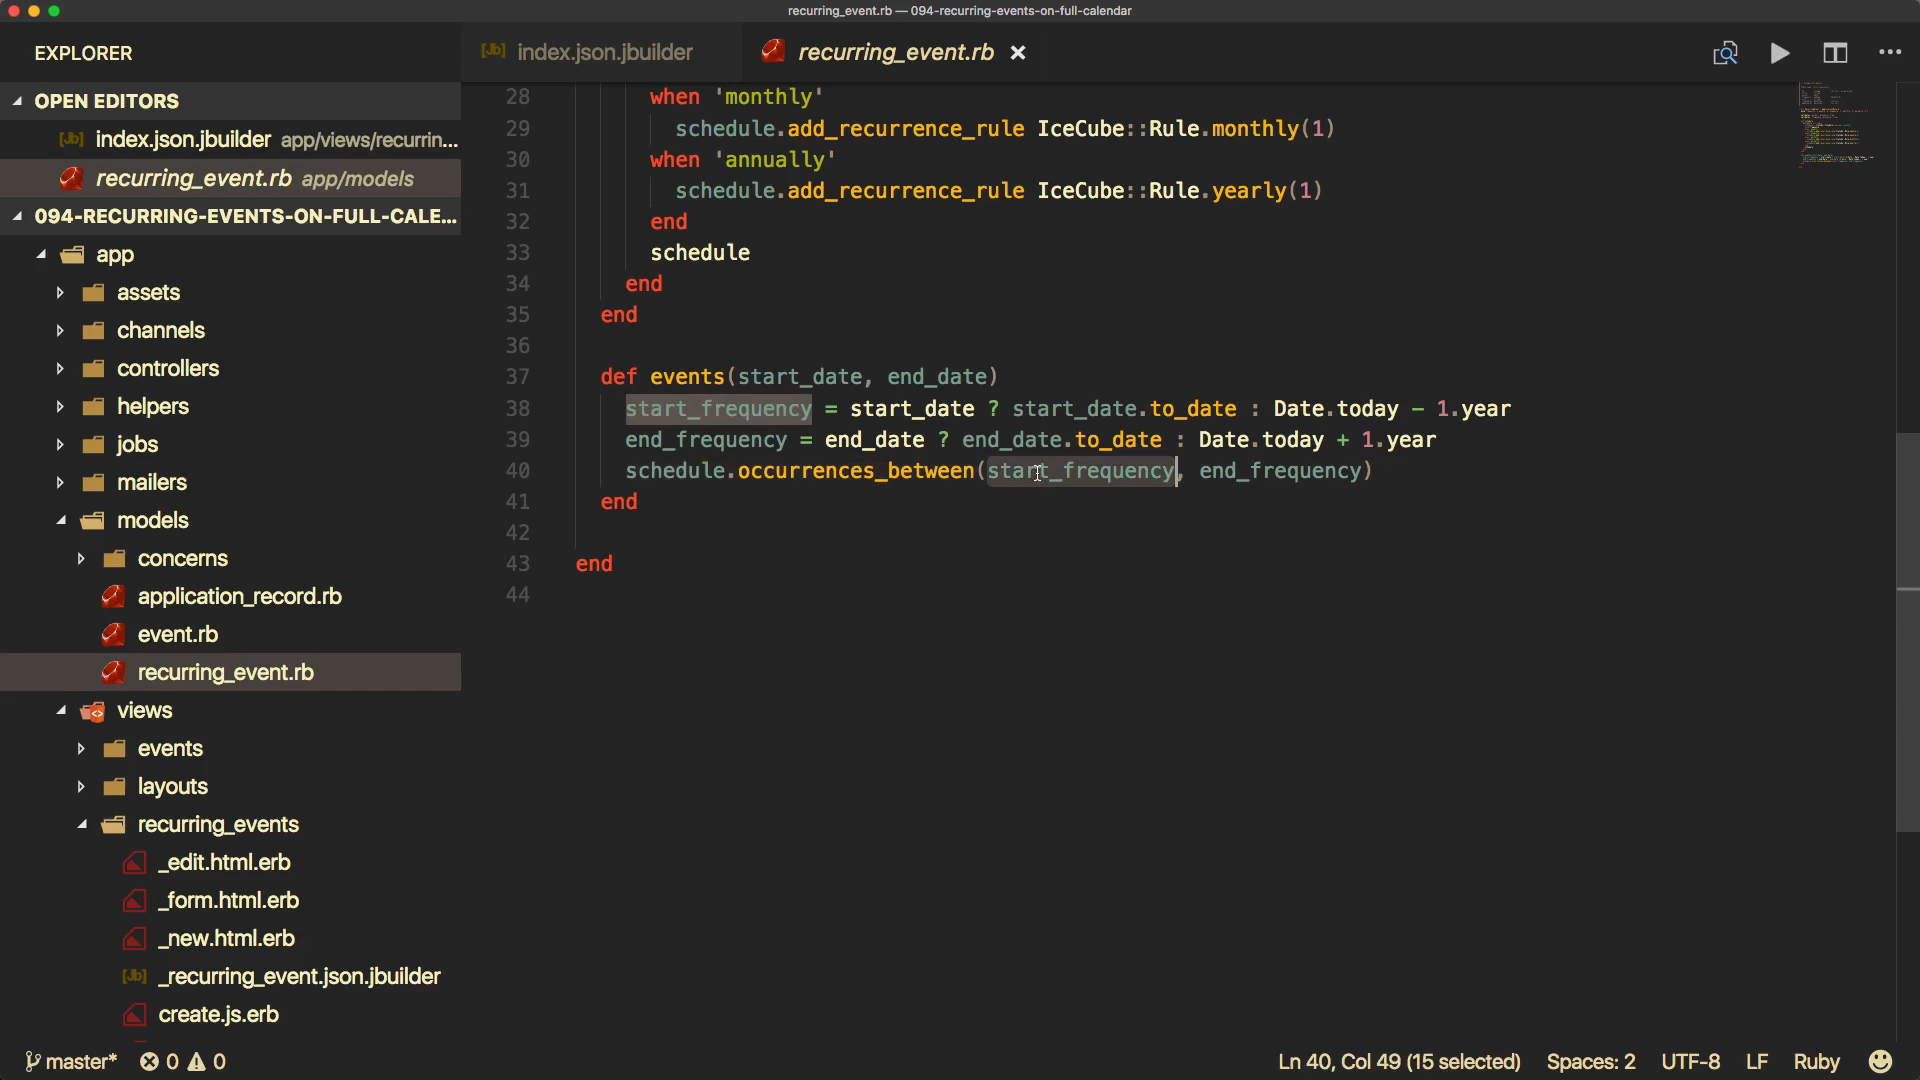 recurring_event.rb — 094-recurring-events-on-full-calendar
EXPLORER
OPEN EDITORS
[Jb] index.json.jbuilder app/views/recurrin...
recurring_event.rb app/models
094-RECURRING-EVENTS-ON-FULL-CALE...
app
assets
channels
controllers
helpers
jobs
mailers
models
concerns
application_record.rb
event.rb
recurring_event.rb
views
events
layouts
recurring_events
_edit.html.erb
_form.html.erb
_new.html.erb
[Jb] _recurring_event.json.jbuilder
create.js.erb
[Jb] index.json.jbuilder
recurring_event.rb ×
28 when 'monthly'
29 schedule.add_recurrence_rule IceCube::Rule.monthly(1)
30 when 'annually'
31 schedule.add_recurrence_rule IceCube::Rule.yearly(1)
32 end
33 schedule
34 end
35 end
36
37 def events(start_date, end_date)
38 start_frequency = start_date ? start_date.to_date : Date.today - 1.year
39 end_frequency = end_date ? end_date.to_date : Date.today + 1.year
40 schedule.occurrences_between(start_frequency, end_frequency)
41 end
42
43 end
44
master* 0 0
Ln 40, Col 49 (15 selected) Spaces: 2 UTF-8 LF Ruby